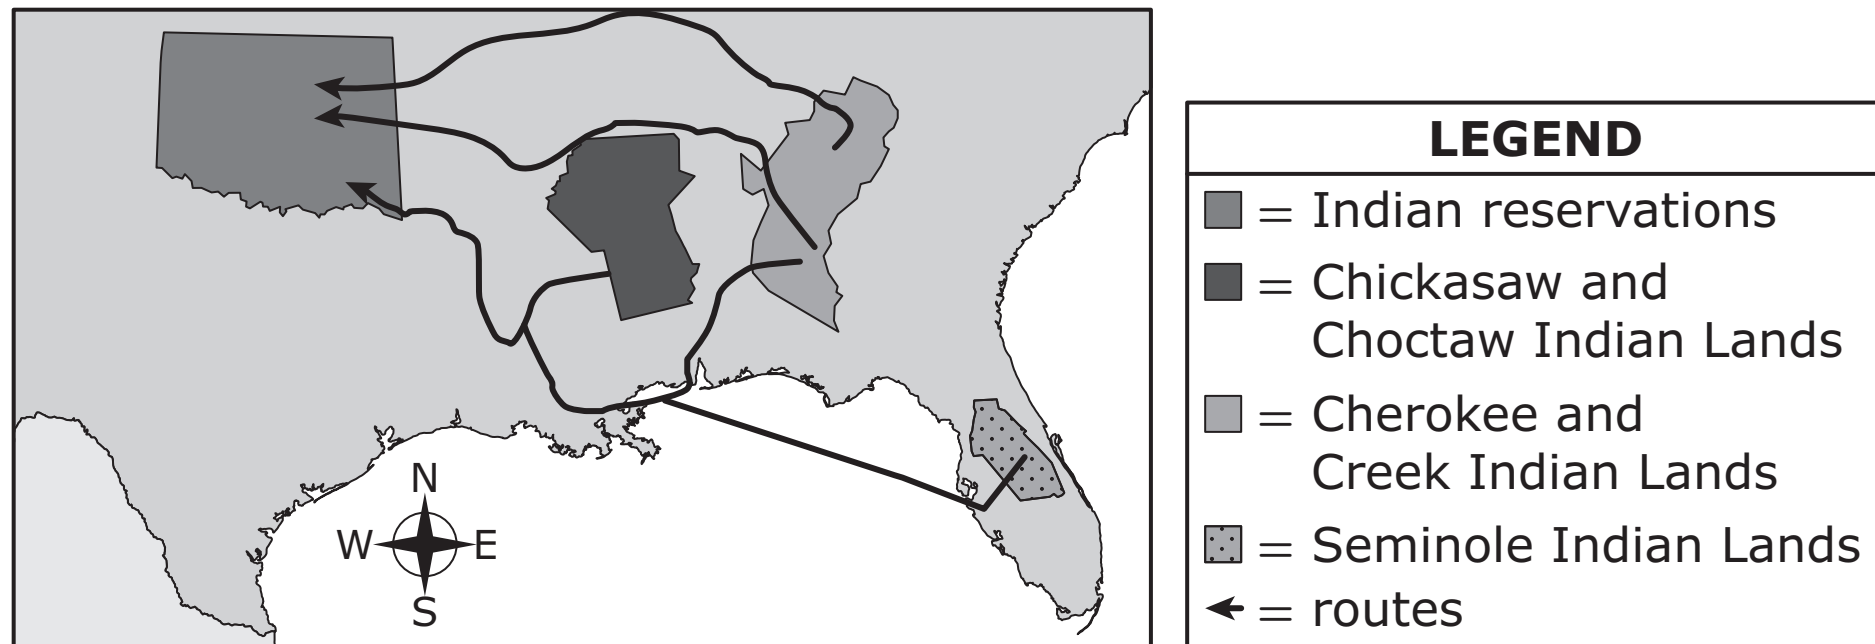 N
W E
S
LEGEND
= Indian reservations
= Chickasaw and
Choctaw Indian Lands
= Cherokee and
Creek Indian Lands
= Seminole Indian Lands
= routes